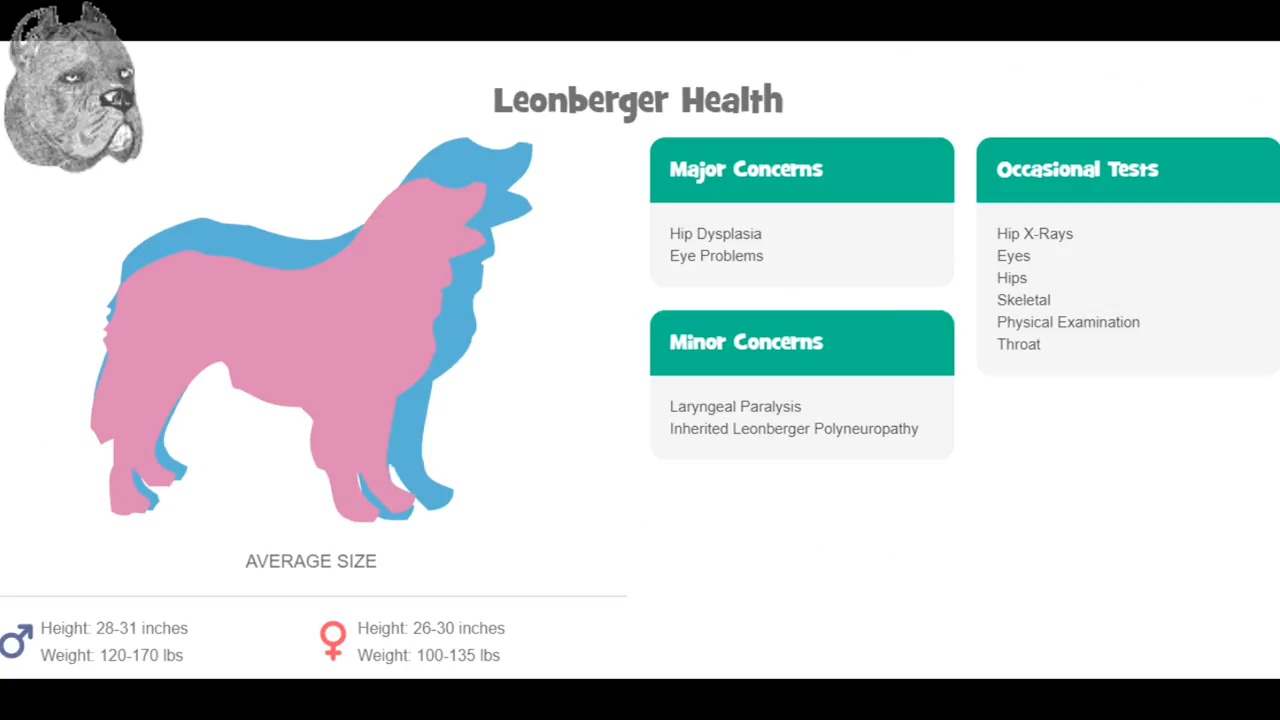 Leonberger Health
Major Concerns
Hip Dysplasia
Eye Problems
Minor Concerns
Laryngeal Paralysis
Inherited Leonberger Polyneuropathy
Occasional Tests
Hip X-Rays
Eyes
Hips
Skeletal
Physical Examination
Throat
AVERAGE SIZE
Height: 28-31 inches
Weight: 120-170 lbs
Height: 26-30 inches
Weight: 100-135 lbs